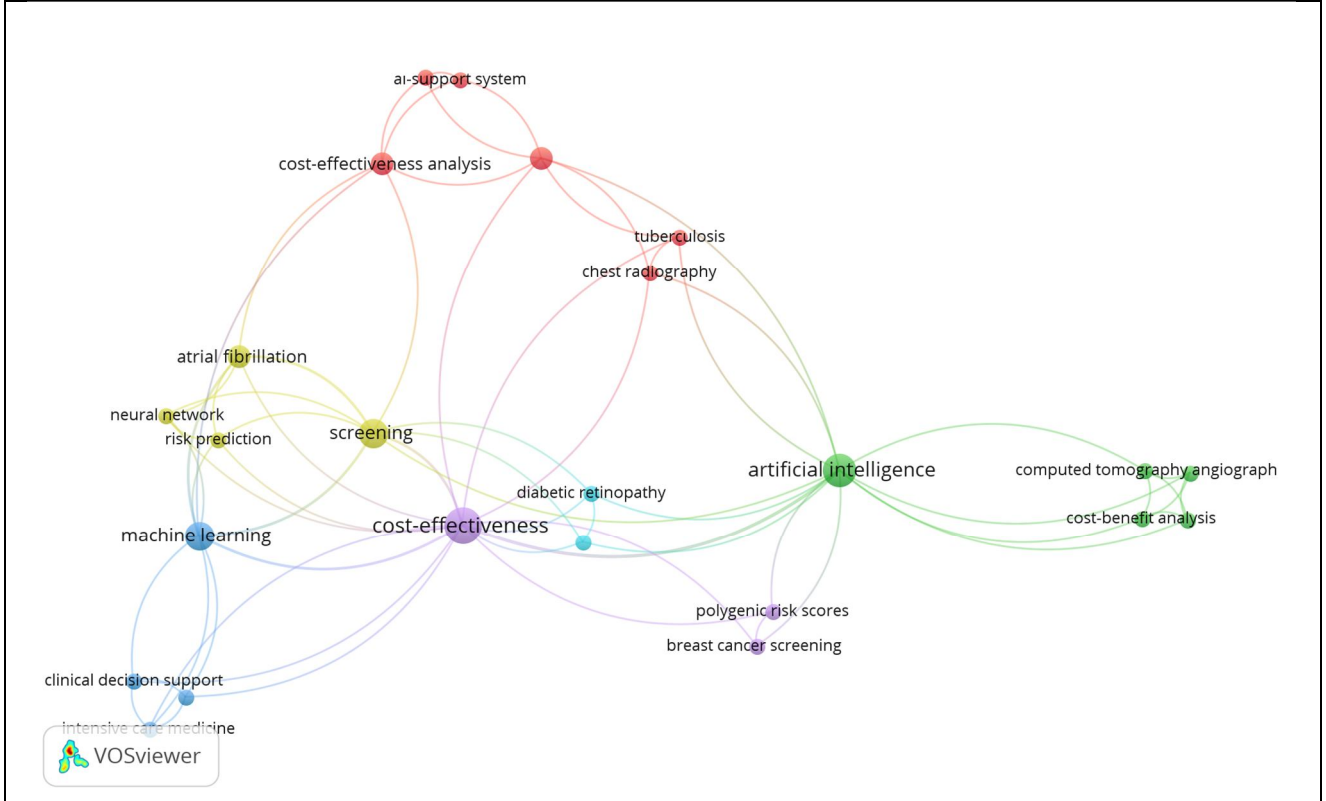 ai-support system
cost-effectiveness analysis
tuberculosis
chest radiography
atrial fibrillation
neural network
risk prediction
screening
artificial intelligence
computed tomography angiograph
diabetic retinopathy
cost-benefit analysis
cost-effectiveness
machine learning
polygenic risk scores
breast cancer screening
clinical decision support
intensive care medicine
VOSviewer